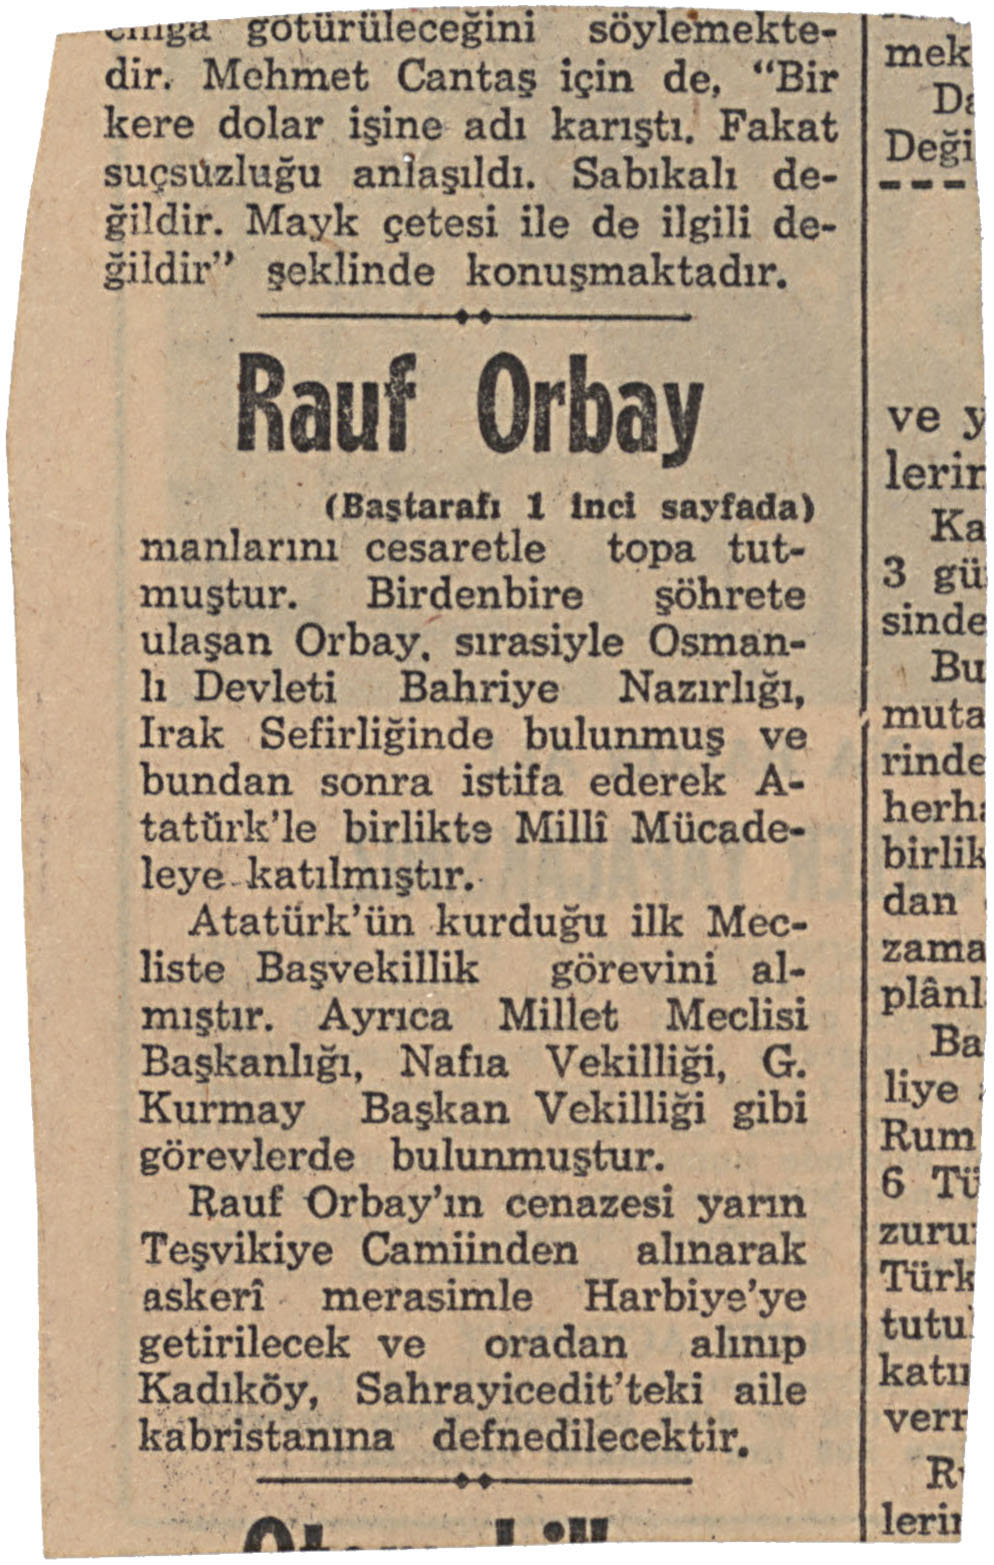 götürüleceğini söylemekte-
dir. Mehmet Cantaş için de, “Bir
kere dolar işine adı karıştı. Fakat
suçsuzluğu anlaşıldı. Sabıkalı de-
ğildir. Mayk çetesi ile de ilgili de-
ğildir” şeklinde konuşmaktadır.
Rauf Orbay
(Baştarafı 1 inci sayfada)
manlarını cesaretle topa tut-
muştur. Birdenbire şöhrete
ulaşan Orbay, sırasiyle Osman-
lı Devleti Bahriye Nazırlığı,
Irak Sefirliğinde bulunmuş ve
bundan sonra istifa ederek A-
tatürk'le birlikte Millî Mücade-
leye katılmıştır.
Atatürk'ün kurduğu ilk Mec-
liste Başvekillik görevini al-
mıştır. Ayrıca Millet Meclisi
Başkanlığı, Nafıa Vekilliği, G.
Kurmay Başkan Vekilliği gibi
görevlerde bulunmuştur.
Rauf Orbay'ın cenazesi yarın
Teşvikiye Camiinden alınarak
askerî merasimle Harbiye'ye
getirilecek ve oradan alınıp
Kadıköy, Sahrayicedit'teki aile
kabristanına defnedilecektir.
mek
Deği
ve y
lerin
Ka
3 gü
sinde
Bu
muta
rinde
herha
birlik
dan
zama
plânl
Ba
liye
Rum
6 Tü
zuru
Türk
tutu
katı
verr
R
leri